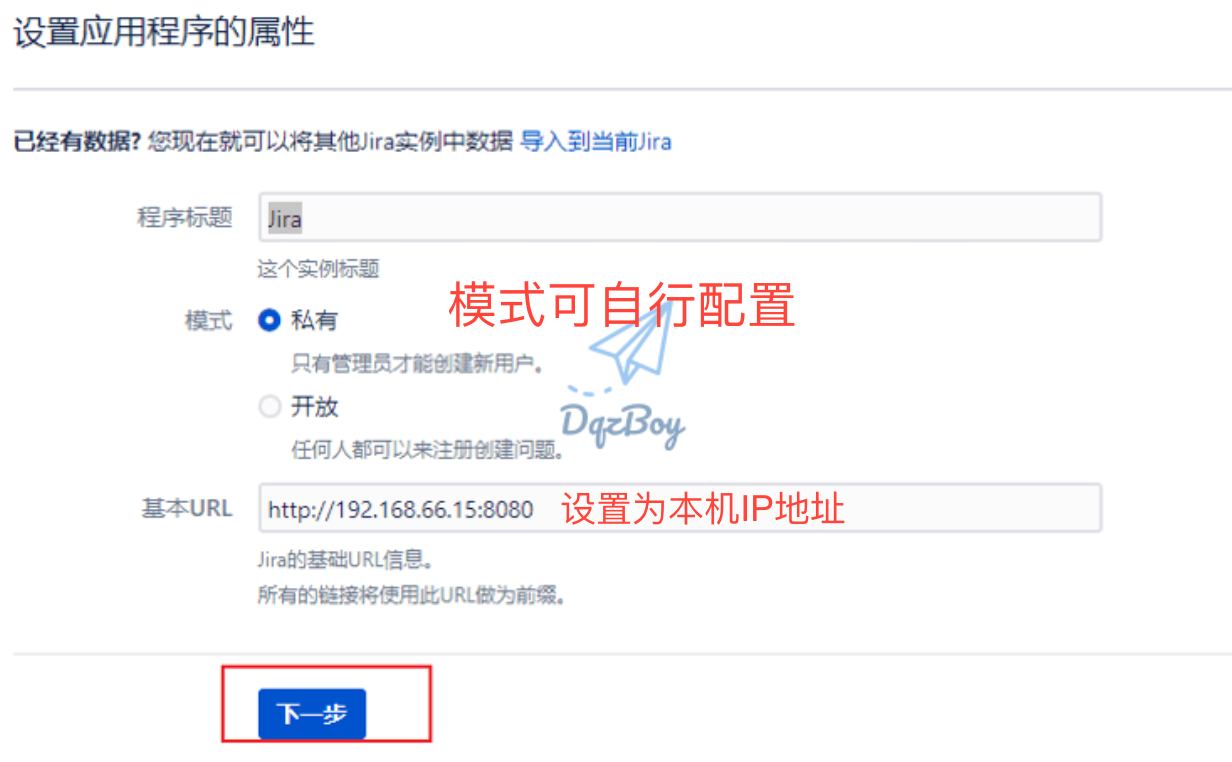 设置应用程序的属性
已经有数据? 您现在就可以将其他Jira实例中数据 导入到当前Jira
程序标题 Jira
这个实例标题
模式可自行配置
模式 私有
只有管理员才能创建新用户。
开放
DqzBoy
任何人都可以来注册创建问题。
基本URL http://192.168.66.15:8080 设置为本机IP地址
Jira的基础URL信息。
所有的链接将使用此URL做为前缀。
下一步